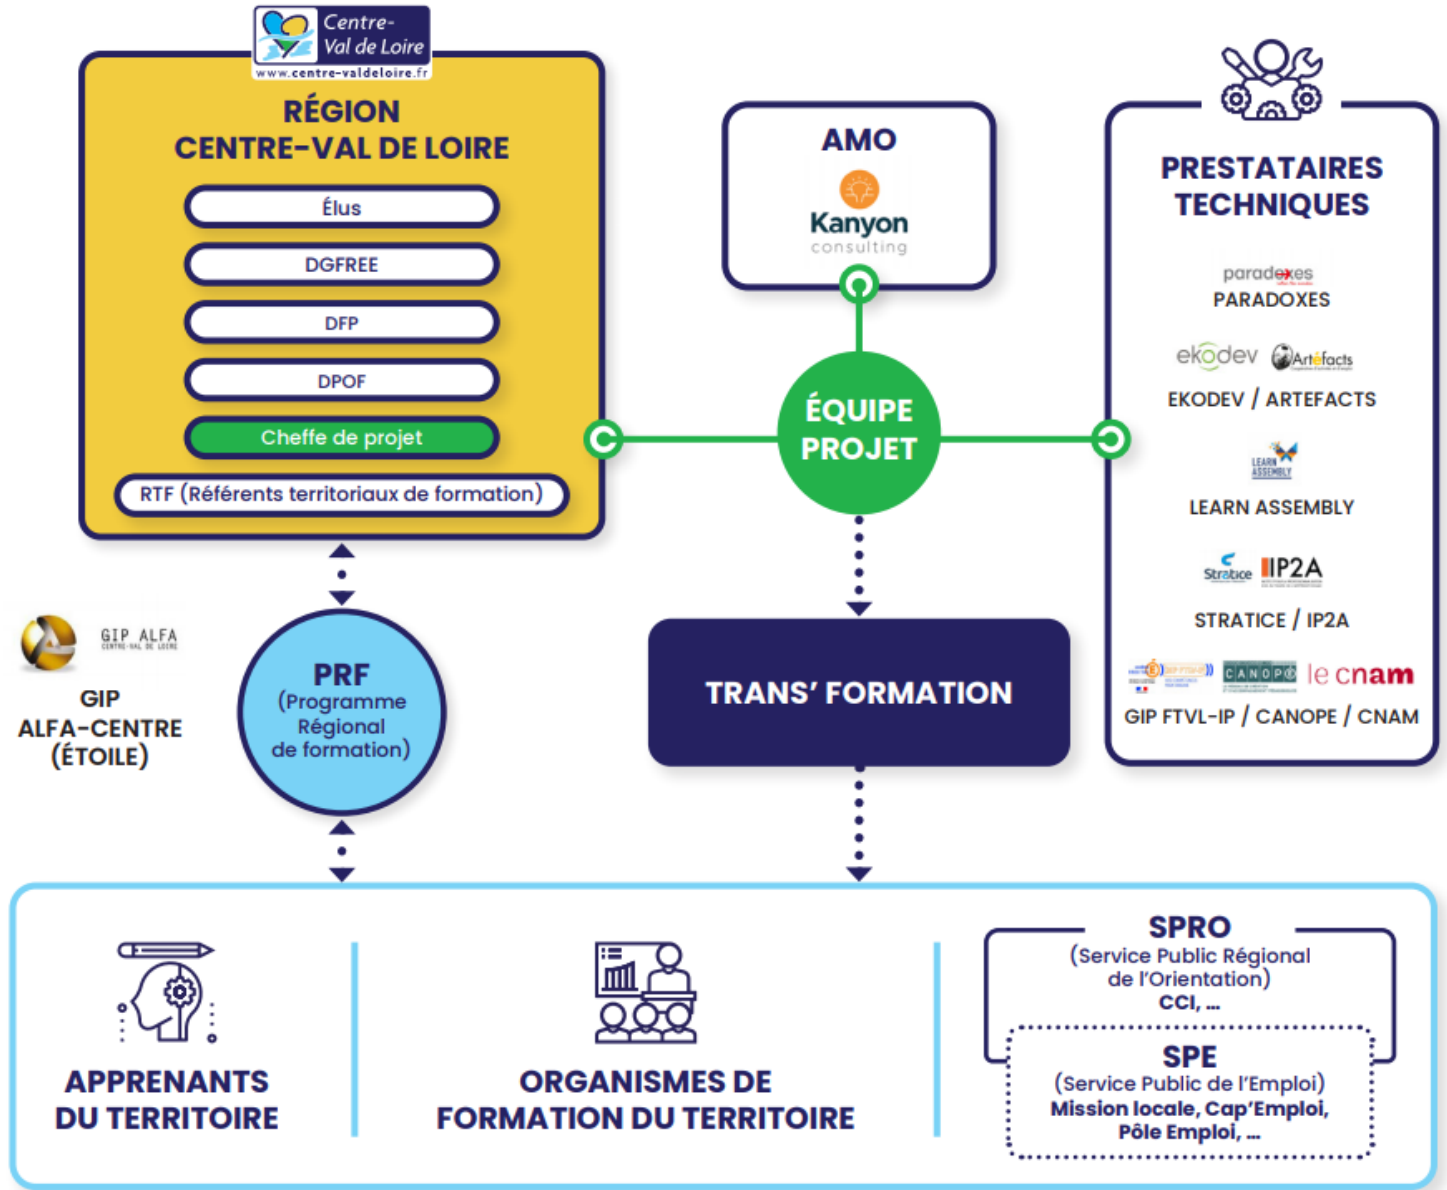 Centre-
Val de Loire
www.centre-valdeloire.fr
RÉGION
CENTRE-VAL DE LOIRE
Élus
DGFREE
DFP
DPOF
Cheffe de projet
RTF (Référents territoriaux de formation)
AMO
Kanyon
consulting
ÉQUIPE
PROJET
PRESTATAIRES
TECHNIQUES
paradoxes
PARADOXES
ekodev
Artéfacts
EKODEV / ARTEFACTS
LEARN
ASSEMBLY
LEARN ASSEMBLY
Stratice
IP2A
STRATICE / IP2A
CANOPÉ
le cnam
GIP FTVL-IP / CANOPE / CNAM
GIP ALFA
CENTRE-VAL DE LOIRE
GIP
ALFA-CENTRE
(ÉTOILE)
PRF
(Programme
Régional
de formation)
TRANS’ FORMATION
APPRENANTS
DU TERRITOIRE
ORGANISMES DE
FORMATION DU TERRITOIRE
SPRO
(Service Public Régional
de l’Orientation)
CCI, ...
SPE
(Service Public de l’Emploi)
Mission locale, Cap’Emploi,
Pôle Emploi, ...